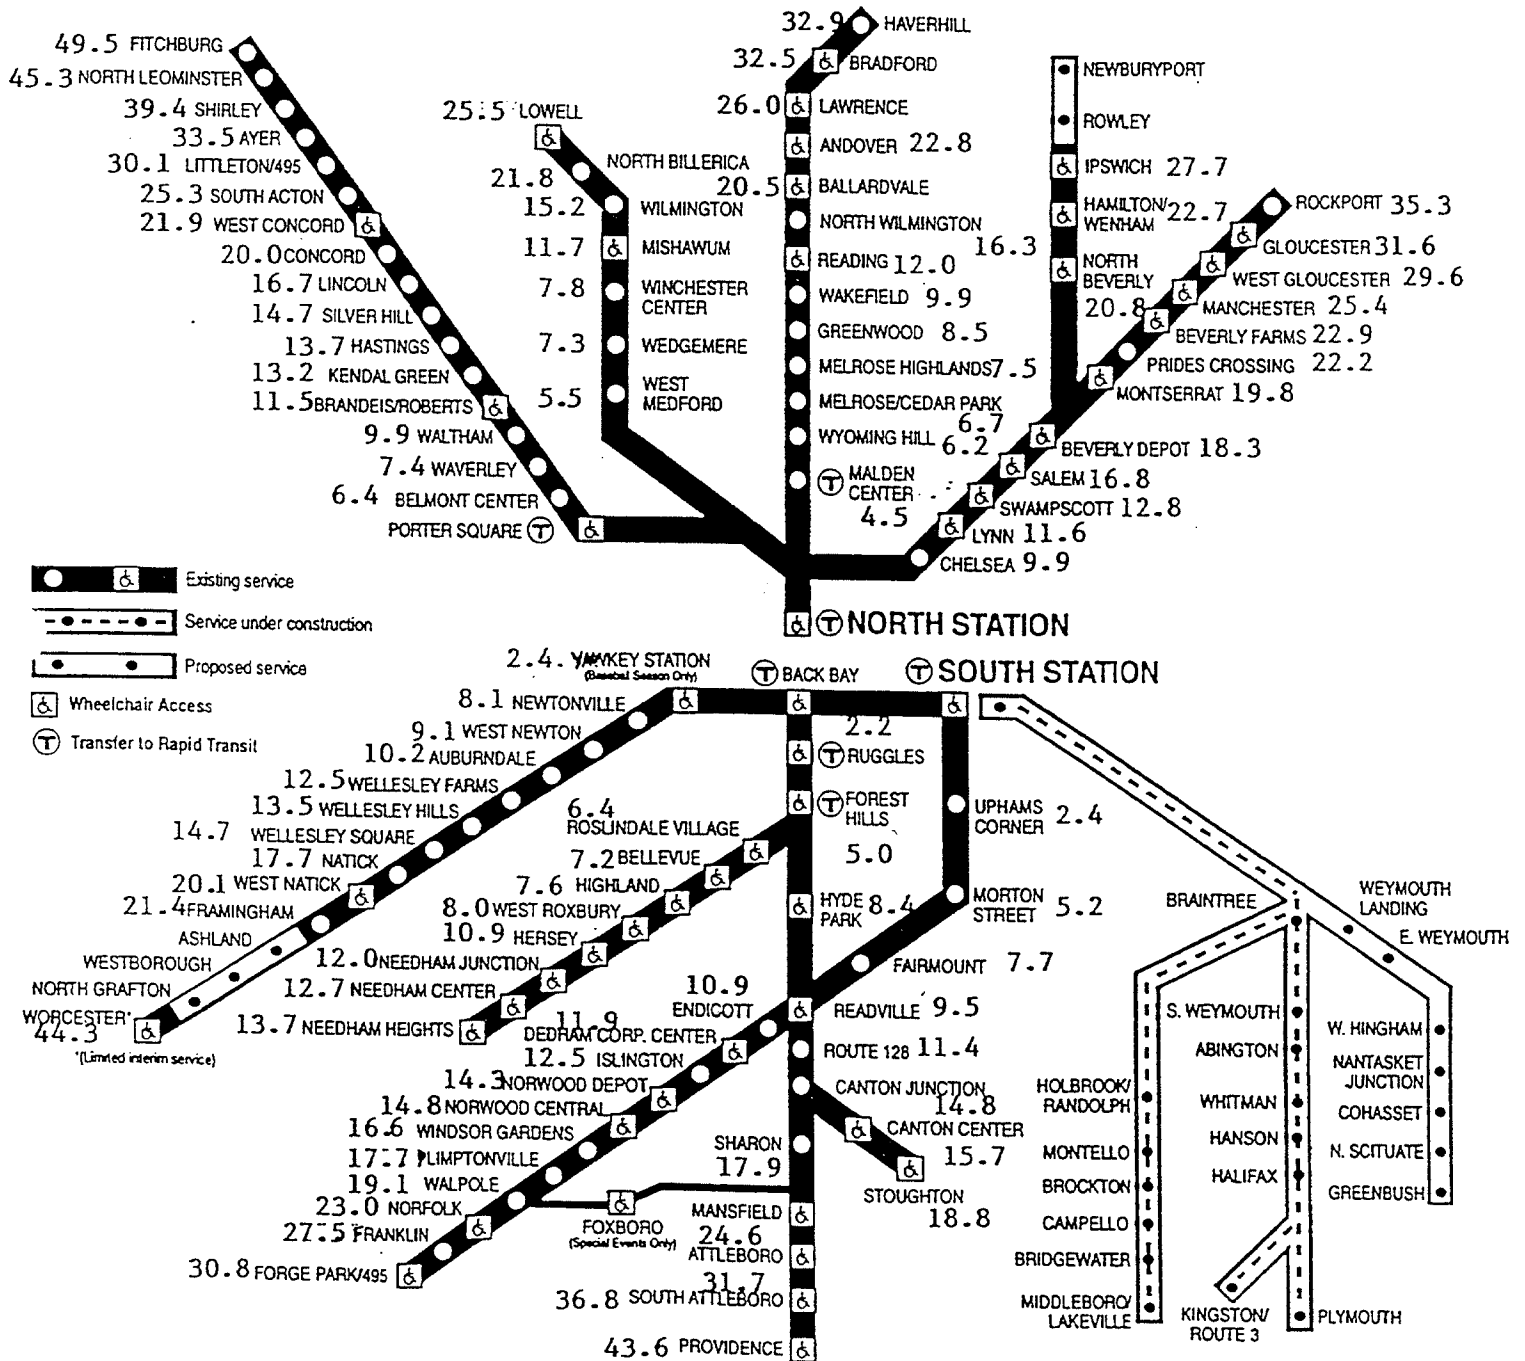 49.5 FITCHBURG
45.3 NORTH LEOMINSTER
39.4 SHIRLEY
33.5 AYER
30.1 LITTLETON/495
25.3 SOUTH ACTON
21.9 WEST CONCORD
20.0 CONCORD
16.7 LINCOLN
14.7 SILVER HILL
13.7 HASTINGS
13.2 KENDAL GREEN
11.5 BRANDEIS/ROBERTS
9.9 WALTHAM
7.4 WAVERLEY
6.4 BELMONT CENTER
PORTER SQUARE T
25.5 LOWELL
NORTH BILLERICA
21.8
15.2 WILMINGTON
11.7 MISHAWUM
7.8 WINCHESTER
CENTER
7.3 WEDGEMERE
5.5 WEST
MEDFORD
32.9 HAVERHILL
32.5 BRADFORD
26.0 LAWRENCE
ANDOVER 22.8
20.5 BALLARDVALE
NORTH WILMINGTON
READING 12.0
WAKEFIELD 9.9
GREENWOOD 8.5
MELROSE HIGHLANDS 7.5
MELROSE/CEDAR PARK
6.7
WYOMING HILL 6.2
T MALDEN
CENTER
4.5
NEWBURYPORT
ROWLEY
IPSWICH 27.7
HAMILTON/
WENHAM 22.7
16.3
NORTH
BEVERLY
20.8
ROCKPORT 35.3
GLOUCESTER 31.6
WEST GLOUCESTER 29.6
MANCHESTER 25.4
BEVERLY FARMS 22.9
PRIDES CROSSING 22.2
MONTSERRAT 19.8
BEVERLY DEPOT 18.3
SALEM 16.8
SWAMPSCOTT 12.8
LYNN 11.6
CHELSEA 9.9
T NORTH STATION
Existing service
Service under construction
Proposed service
Wheelchair Access
T Transfer to Rapid Transit
2.4. YAWKEY STATION
(Baseball Season Only)
T BACK BAY
T SOUTH STATION
8.1 NEWTONVILLE
9.1 WEST NEWTON
10.2 AUBURNDALE
12.5 WELLESLEY FARMS
13.5 WELLESLEY HILLS
14.7 WELLESLEY SQUARE
17.7 NATICK
20.1 WEST NATICK
21.4 FRAMINGHAM
ASHLAND
WESTBOROUGH
NORTH GRAFTON
WORCESTER*
44.3
*(Limited interim service)
2.2
T RUGGLES
T FOREST
HILLS
5.0
6.4
ROSLINDALE VILLAGE
7.2 BELLEVUE
7.6 HIGHLAND
8.0 WEST ROXBURY
10.9 HERSEY
12.0 NEEDHAM JUNCTION
12.7 NEEDHAM CENTER
13.7 NEEDHAM HEIGHTS
HYDE
PARK 8.4
UPHAMS
CORNER 2.4
MORTON
STREET 5.2
FAIRMOUNT 7.7
READVILLE 9.5
10.9
ENDICOTT
11.9
DEDHAM CORP. CENTER
12.5 ISLINGTON
14.3 NORWOOD DEPOT
14.8 NORWOOD CENTRAL
16.6 WINDSOR GARDENS
17.7 PLIMPTONVILLE
19.1 WALPOLE
23.0 NORFOLK
27.5 FRANKLIN
30.8 FORGE PARK/495
FOXBORO
(Special Events Only)
ROUTE 128 11.4
CANTON JUNCTION
14.8
CANTON CENTER
15.7
STOUGHTON
18.8
SHARON
17.9
MANSFIELD
24.6
ATTLEBORO
31.7
36.8 SOUTH ATTLEBORO
43.6 PROVIDENCE
BRAINTREE
WEYMOUTH
LANDING
E. WEYMOUTH
W. HINGHAM
NANTASKET
JUNCTION
COHASSET
N. SCITUATE
GREENBUSH
S. WEYMOUTH
ABINGTON
WHITMAN
HANSON
HALIFAX
KINGSTON/
ROUTE 3
PLYMOUTH
HOLBROOK/
RANDOLPH
MONTELLO
BROCKTON
CAMPELLO
BRIDGEWATER
MIDDLEBORO/
LAKEVILLE